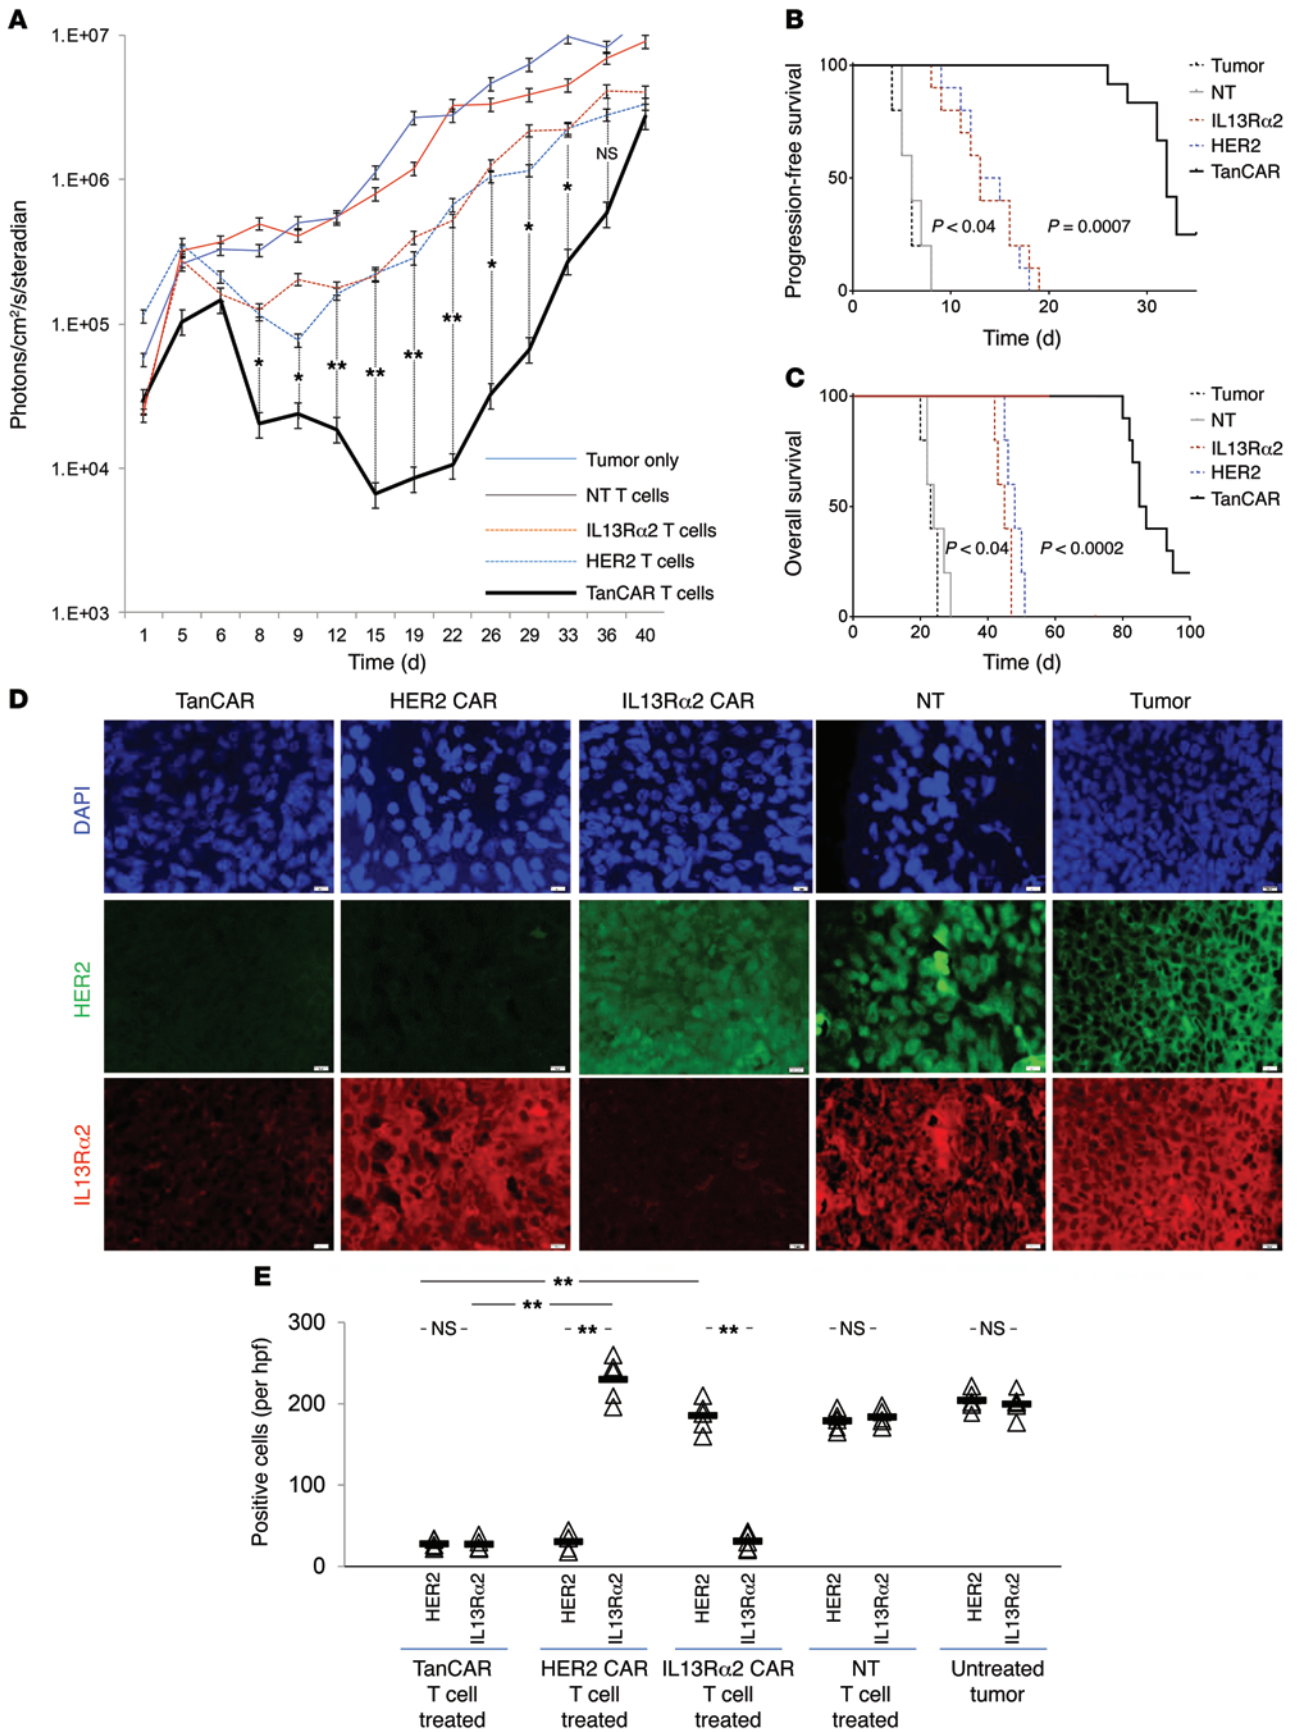 A
1.E+07
1.E+06
1.E+05
1.E+04
1.E+03
Photons/cm²/s/steradian
NS
*
*
*
**
**
**
**
*
*
Tumor only
NT T cells
IL13Rα2 T cells
HER2 T cells
TanCAR T cells
1 5 6 8 9 12 15 19 22 26 29 33 36 40
Time (d)
B
Progression-free survival
100
50
0
P < 0.04
P = 0.0007
0 10 20 30
Time (d)
Tumor
NT
IL13Rα2
HER2
TanCAR
C
Overall survival
100
50
0
P < 0.04
P < 0.0002
0 20 40 60 80 100
Time (d)
Tumor
NT
IL13Rα2
HER2
TanCAR
D
TanCAR HER2 CAR IL13Rα2 CAR NT Tumor
DAPI
HER2
IL13Rα2
E
**
**
NS ** ** NS NS
Positive cells (per hpf)
300
200
100
0
HER2 IL13Rα2 HER2 IL13Rα2 HER2 IL13Rα2 HER2 IL13Rα2 HER2 IL13Rα2
TanCAR HER2 CAR IL13Rα2 CAR NT Untreated
T cell T cell T cell T cell tumor
treated treated treated treated